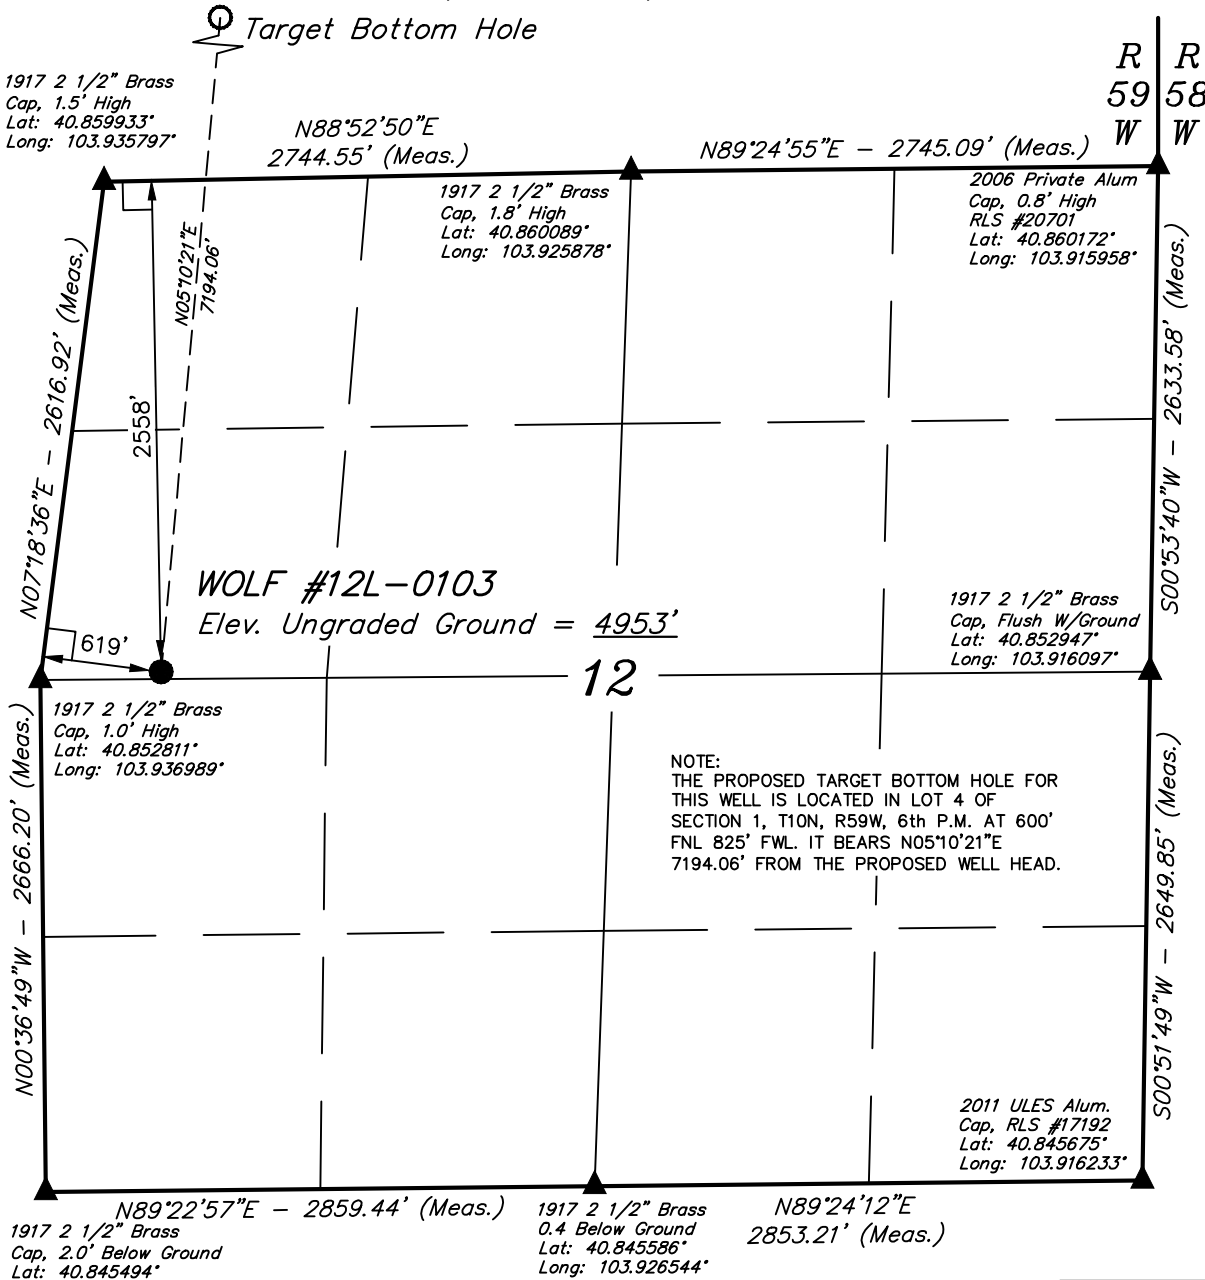 Target Bottom Hole
R R
59 58
W W
1917 2 1/2" Brass
Cap, 1.5' High
Lat: 40.859933°
Long: 103.935797°
N88°52'50"E
2744.55' (Meas.)
N89°24'55"E - 2745.09' (Meas.)
1917 2 1/2" Brass
Cap, 1.8' High
Lat: 40.860089°
Long: 103.925878°
2006 Private Alum
Cap, 0.8' High
RLS #20701
Lat: 40.860172°
Long: 103.915958°
N05°10'21"E
7194.06'
N07°18'36"E - 2616.92' (Meas.)
2558'
S00°53'40"W - 2633.58' (Meas.)
WOLF #12L-0103
Elev. Ungraded Ground = 4953'
619'
12
1917 2 1/2" Brass
Cap, Flush W/Ground
Lat: 40.852947°
Long: 103.916097°
1917 2 1/2" Brass
Cap, 1.0' High
Lat: 40.852811°
Long: 103.936989°
NOTE:
THE PROPOSED TARGET BOTTOM HOLE FOR
THIS WELL IS LOCATED IN LOT 4 OF
SECTION 1, T10N, R59W, 6th P.M. AT 600'
FNL 825' FWL. IT BEARS N05°10'21"E
7194.06' FROM THE PROPOSED WELL HEAD.
N00°36'49"W - 2666.20' (Meas.)
S00°51'49"W - 2649.85' (Meas.)
2011 ULES Alum.
Cap, RLS #17192
Lat: 40.845675°
Long: 103.916233°
N89°22'57"E - 2859.44' (Meas.)
N89°24'12"E
2853.21' (Meas.)
1917 2 1/2" Brass
Cap, 2.0' Below Ground
Lat: 40.845494°
1917 2 1/2" Brass
0.4 Below Ground
Lat: 40.845586°
Long: 103.926544°